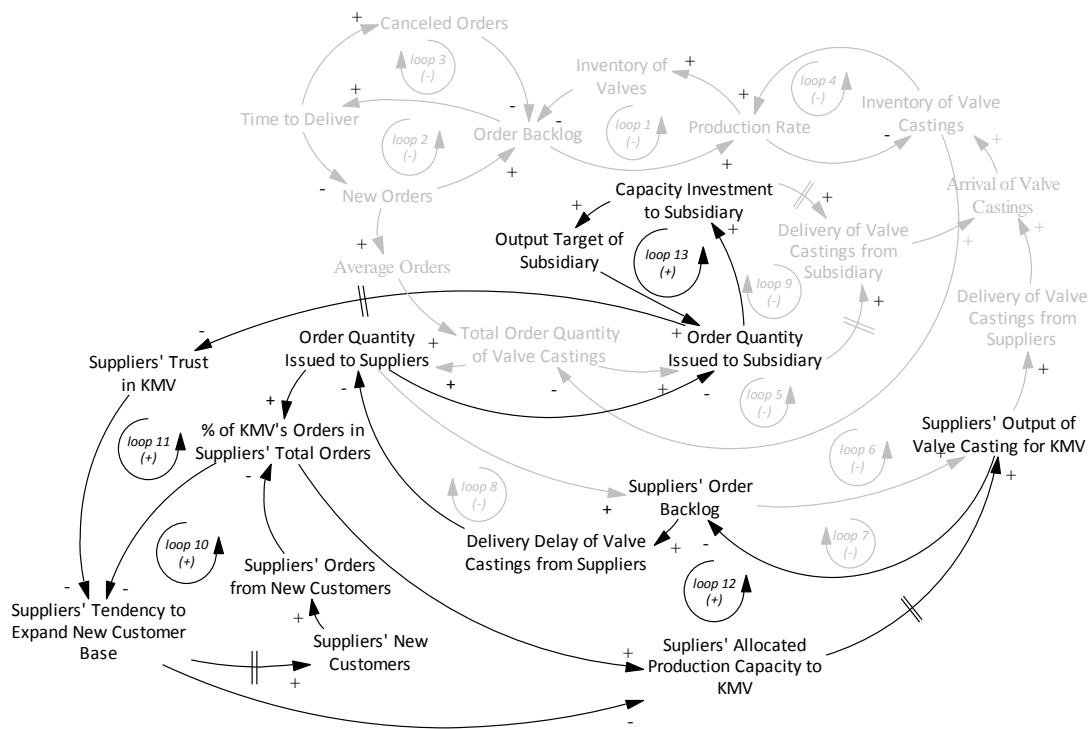 Canceled Orders
+
loop 3
(-)
Inventory of
Valves
+
+
loop 4
(-)
Inventory of Valve
Castings
+
+
Time to Deliver
-
-
Order Backlog
loop 1
(-)
Production Rate
-
loop 2
(-)
+
+
+
-
New Orders
Capacity Investment
to Subsidiary
+
+
+
Arrival of Valve
Castings
+
+
+
Output Target of
Subsidiary
loop 13
(+)
Delivery of Valve
Castings from
Subsidiary
Average Orders
loop 9
(-)
+
Delivery of Valve
Castings from
Suppliers
-
+
+
+
Suppliers' Trust
in KMV
Order Quantity
Issued to Suppliers
Total Order Quantity
of Valve Castings
Order Quantity
Issued to Subsidiary
+
-
+
-
+
-
loop 5
(-)
+
% of KMV's Orders in
Suppliers' Total Orders
loop 11
(+)
Suppliers' Output of
Valve Casting for KMV
loop 6
(-)
+
+
-
loop 8
(-)
Suppliers' Order
Backlog
+
Delivery Delay of Valve
Castings from Suppliers
+
-
loop 7
(-)
loop 10
(+)
Suppliers' Orders
from New Customers
loop 12
(+)
-
-
Suppliers' Tendency to
Expand New Customer
Base
+
Suppliers' New
Customers
+
+
Supliers' Allocated
Production Capacity to
KMV
-